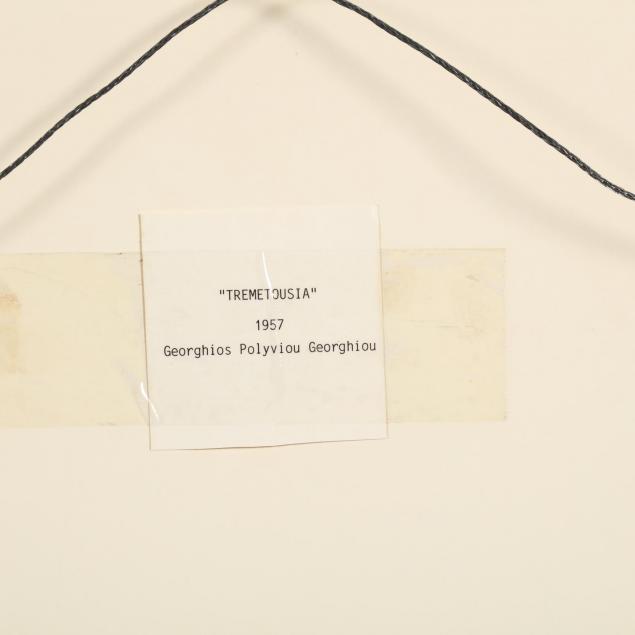 "TREMETOUSIA"
1957
Georghios Polyviou Georghiou